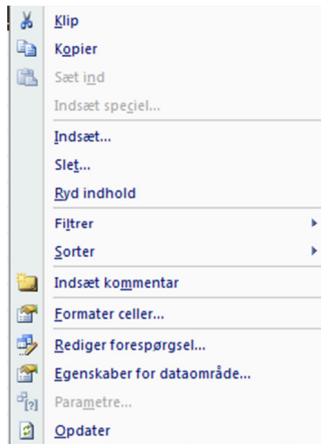 Klip
Kopier
Sæt ind
Indsæt speciel...
Indsæt...
Slet...
Ryd indhold
Filtrer
Sorter
Indsæt kommentar
Formater celler...
Rediger forespørgsel...
Egenskaber for dataområde...
[?] Parametre...
Opdater